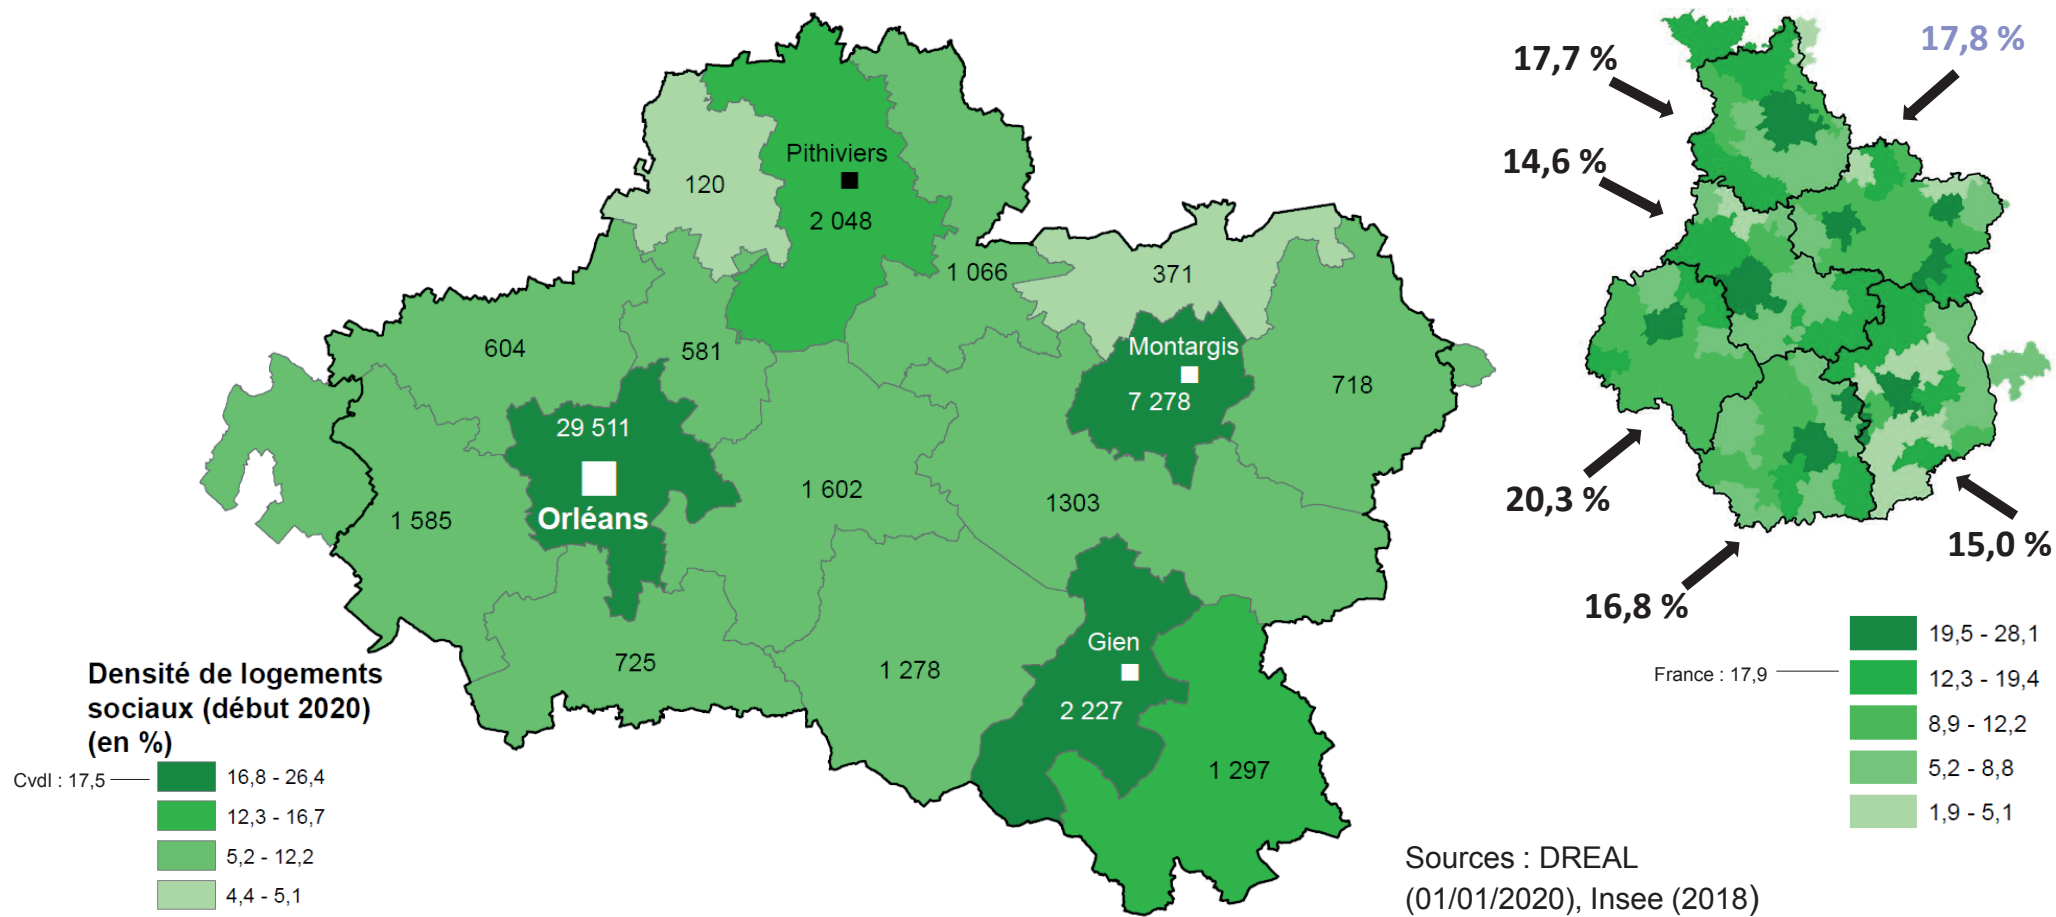 17,8 %
17,7 %
14,6 %
Pithiviers
120
2 048
1 066
371
604
581
Montargis
7 278
718
29 511
Orléans
1 602
1303
1 585
20,3 %
15,0 %
16,8 %
Gien
2 227
725
1 278
1 297
Densité de logements
sociaux (début 2020)
(en %)
Cvdl : 17,5
16,8 - 26,4
12,3 - 16,7
5,2 - 12,2
4,4 - 5,1
19,5 - 28,1
France : 17,9
12,3 - 19,4
8,9 - 12,2
5,2 - 8,8
1,9 - 5,1
Sources : DREAL
(01/01/2020), Insee (2018)